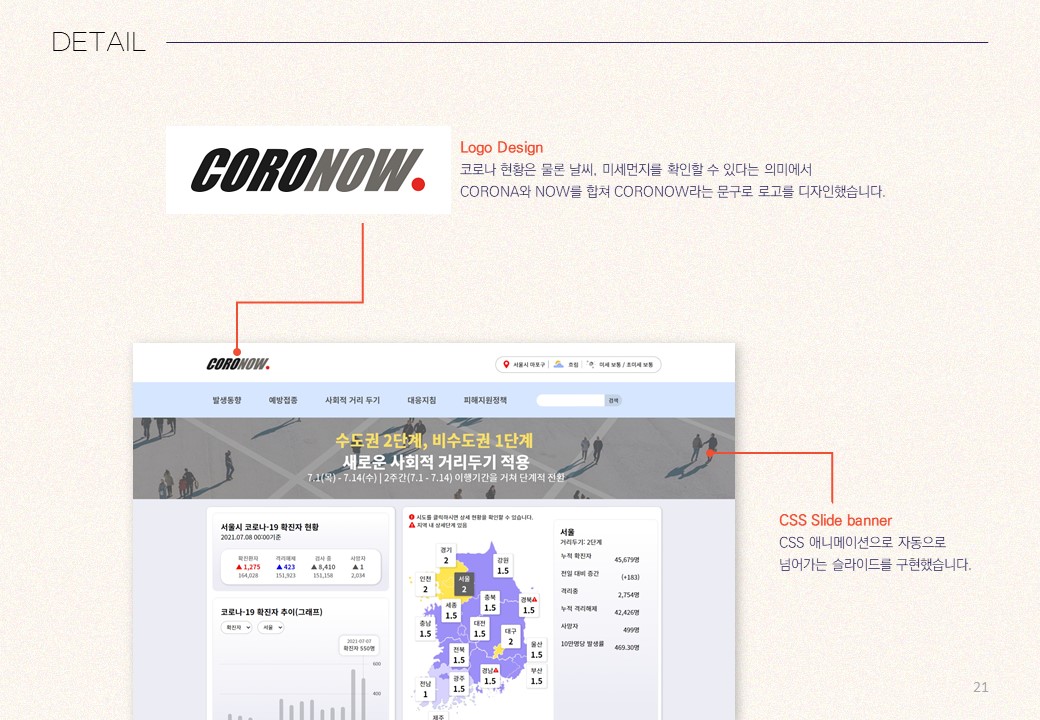 DETAIL
CORONOW.
Logo Design
코로나 현황은 물론 날씨, 미세먼지를 확인할 수 있다는 의미에서
CORONA와 NOW를 합쳐 CORONOW라는 문구로 로고를 디자인했습니다.
CORONOW.
서울시 마포구 흐림 미세 보통 / 초미세 보통
발생동향 예방접종 사회적 거리 두기 대응지침 피해지원정책 검색
수도권 2단계, 비수도권 1단계
새로운 사회적 거리두기 적용
7.1(목) - 7.14(수) | 2주간(7.1 - 7.14) 이행기간을 거쳐 단계적 전환
CSS Slide banner
CSS 애니메이션으로 자동으로
넘어가는 슬라이드를 구현했습니다.
서울시 코로나-19 확진자 현황
2021.07.08 00:00기준
확진환자 격리해제 검사 중 사망자
▲ 1,275 ▲ 423 ▲ 8,410 ▲ 1
164,028 151,923 151,158 2,034
코로나-19 확진자 추이(그래프)
확진자 서울
2021-07-07
확진자 550명
600
400
시도를 클릭하시면 상세 현황을 확인할 수 있습니다.
지역 내 상세단계 있음
경기
2
강원
1.5
인천
2
서울
2
충북
1.5
경북
1.5
세종
1.5
충남
1.5
대전
1.5
대구
2
울산
1.5
전북
1.5
경남
1.5
부산
1.5
전남
1
광주
1.5
제주
서울
거리두기: 2단계
누적 확진자 45,679명
전일 대비 증간 (+183)
격리중 2,754명
누적 격리해제 42,426명
사망자 499명
10만명당 발생률 469.30명
21